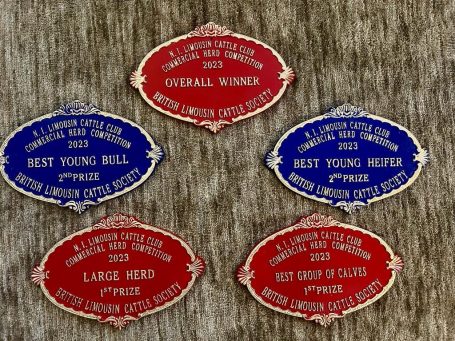 N.I. LIMOUSIN CATTLE CLUB
COMMERCIAL HERD COMPETITION
2023
OVERALL WINNER
BRITISH LIMOUSIN CATTLE SOCIETY
N.I. LIMOUSIN CATTLE CLUB
COMMERCIAL HERD COMPETITION
2023
BEST YOUNG BULL
2ND PRIZE
BRITISH LIMOUSIN CATTLE SOCIETY
N.I. LIMOUSIN CATTLE CLUB
COMMERCIAL HERD COMPETITION
2023
BEST YOUNG HEIFER
2ND PRIZE
BRITISH LIMOUSIN CATTLE SOCIETY
N.I. LIMOUSIN CATTLE CLUB
COMMERCIAL HERD COMPETITION
2023
LARGE HERD
1ST PRIZE
BRITISH LIMOUSIN CATTLE SOCIETY
N.I. LIMOUSIN CATTLE CLUB
COMMERCIAL HERD COMPETITION
2023
BEST GROUP OF CALVES
1ST PRIZE
BRITISH LIMOUSIN CATTLE SOCIETY